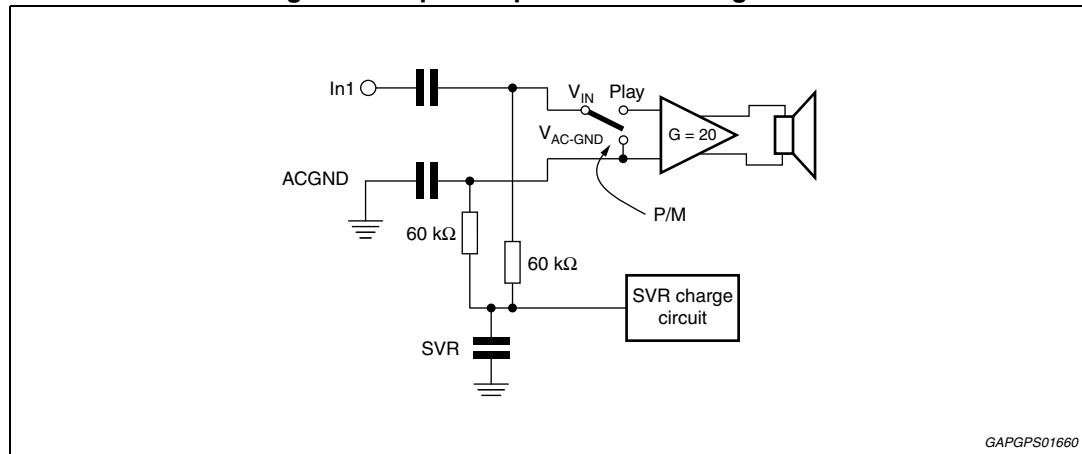 In1
V_IN
Play
V_AC-GND
G = 20
ACGND
P/M
60 kΩ
60 kΩ
SVR charge
circuit
SVR
GAPGPS01660